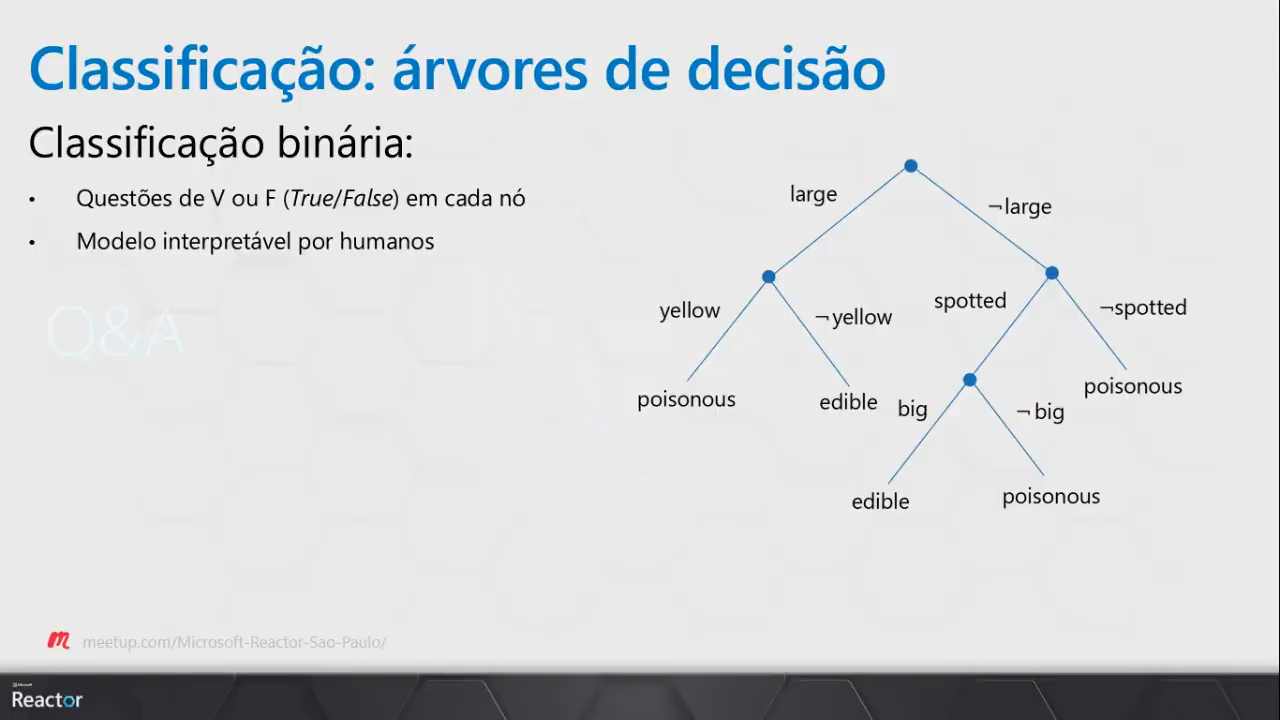 Classificação: árvores de decisão
Classificação binária:
• Questões de V ou F (True/False) em cada nó
• Modelo interpretável por humanos
Q&A
large
¬large
yellow
¬yellow
spotted
¬spotted
poisonous
edible
big
¬big
poisonous
edible
poisonous
meetup.com/Microsoft-Reactor-Sao-Paulo/
Microsoft
Reactor